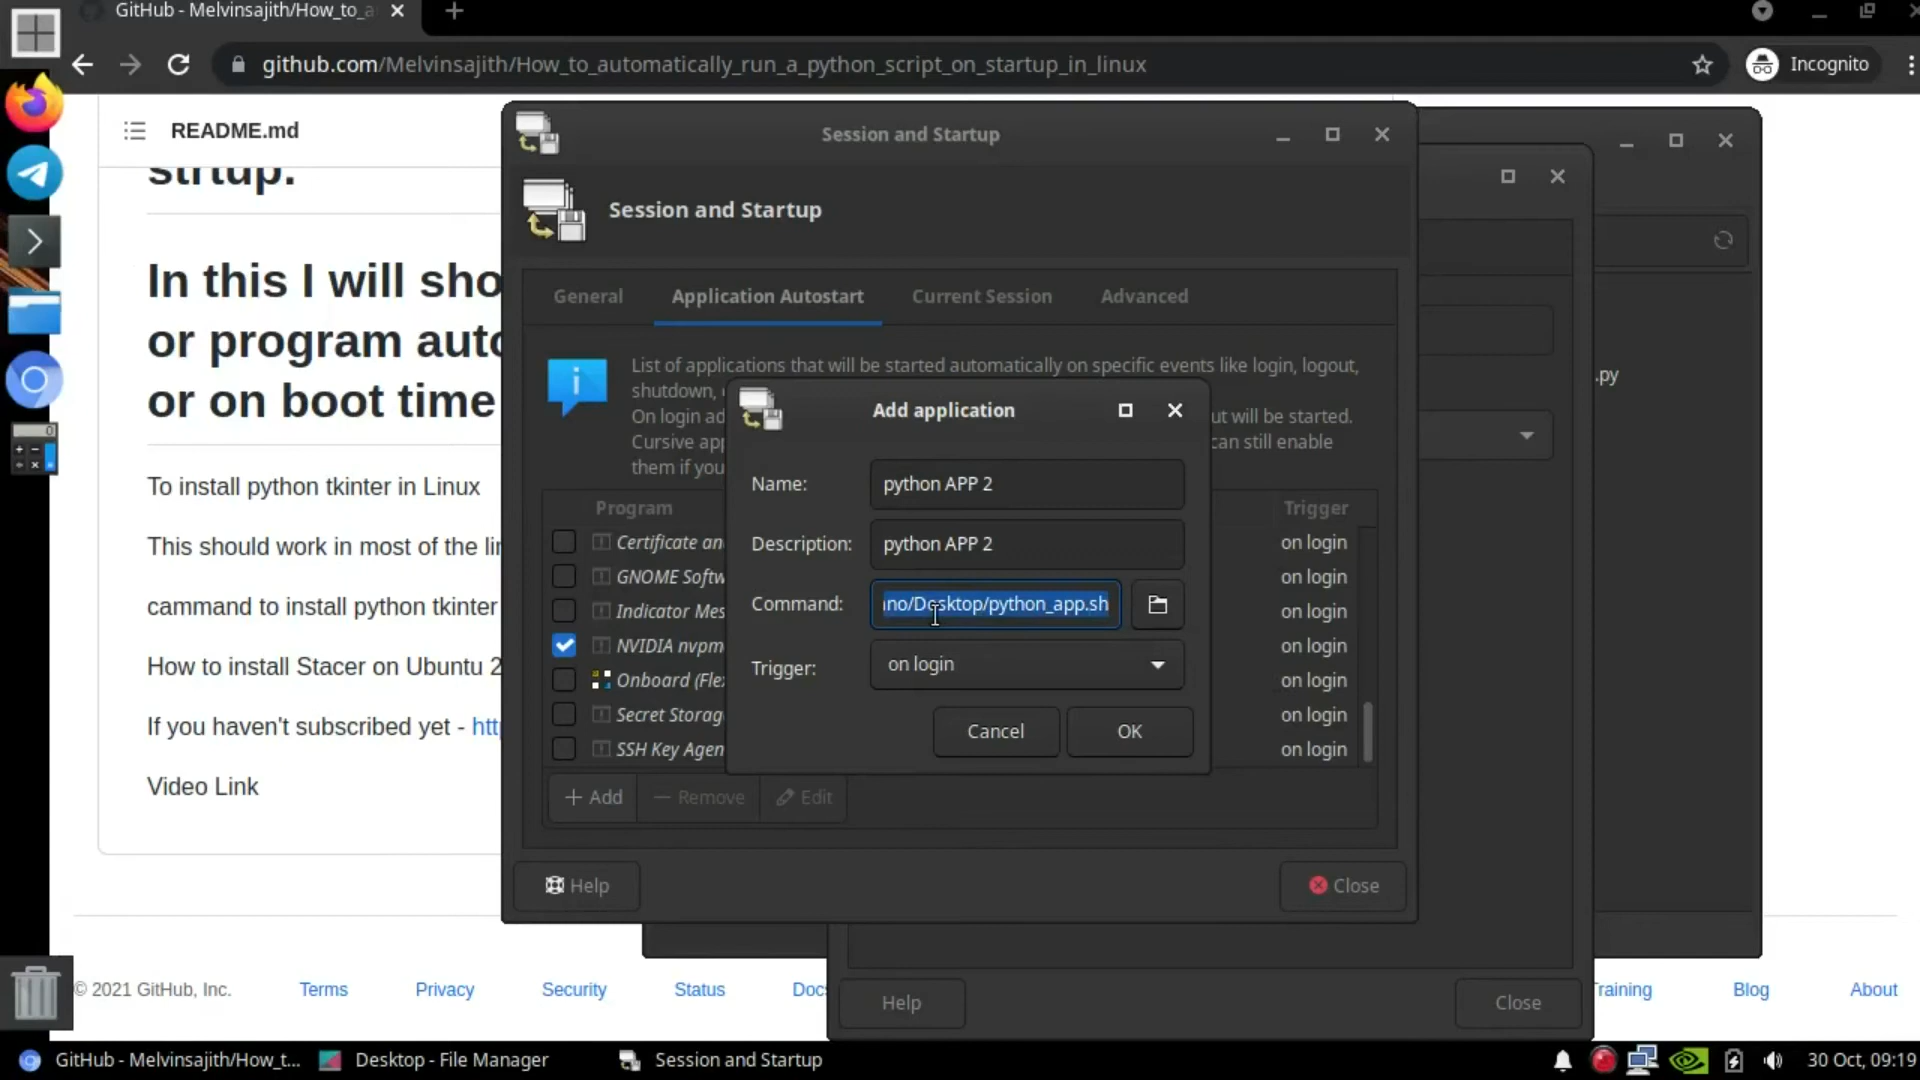 GitHub - Melvinsajith/How_to_a
github.com/Melvinsajith/How_to_automatically_run_a_python_script_on_startup_in_linux
Incognito
README.md
strtup.
In this I will sho
or program auto
or on boot time
To install python tkinter in Linux
This should work in most of the lin
cammand to install python tkinter
How to install Stacer on Ubuntu 2
If you haven't subscribed yet - http
Video Link
Session and Startup
Session and Startup
General
Application Autostart
Current Session
Advanced
List of applications that will be started automatically on specific events like login, logout,
shutdown,
On login ad
ut will be started.
Cursive app
can still enable
them if you
Program
Trigger
Certificate an
on login
GNOME Softw
on login
Indicator Mes
on login
NVIDIA nvpm
on login
Onboard (Fle
on login
Secret Storag
on login
SSH Key Agen
on login
Add application
Name:
python APP 2
Description:
python APP 2
Command:
no/Desktop/python_app.sh
Trigger:
on login
Cancel
OK
Add
Remove
Edit
Help
Close
.py
Help
Close
© 2021 GitHub, Inc.
Terms
Privacy
Security
Status
Docs
Training
Blog
About
GitHub - Melvinsajith/How_t...
Desktop - File Manager
Session and Startup
30 Oct, 09:19